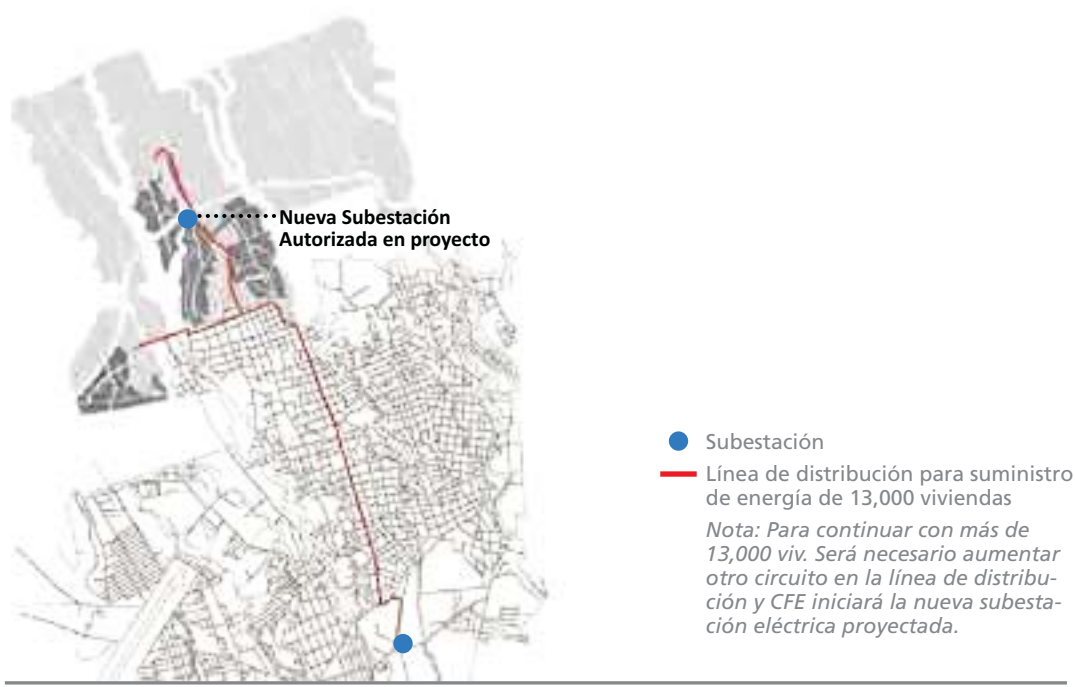 Nueva Subestación
Autorizada en proyecto
Subestación
Línea de distribución para suministro
de energía de 13,000 viviendas
Nota: Para continuar con más de
13,000 viv. Será necesario aumentar
otro circuito en la línea de distribu-
ción y CFE iniciará la nueva subesta-
ción eléctrica proyectada.